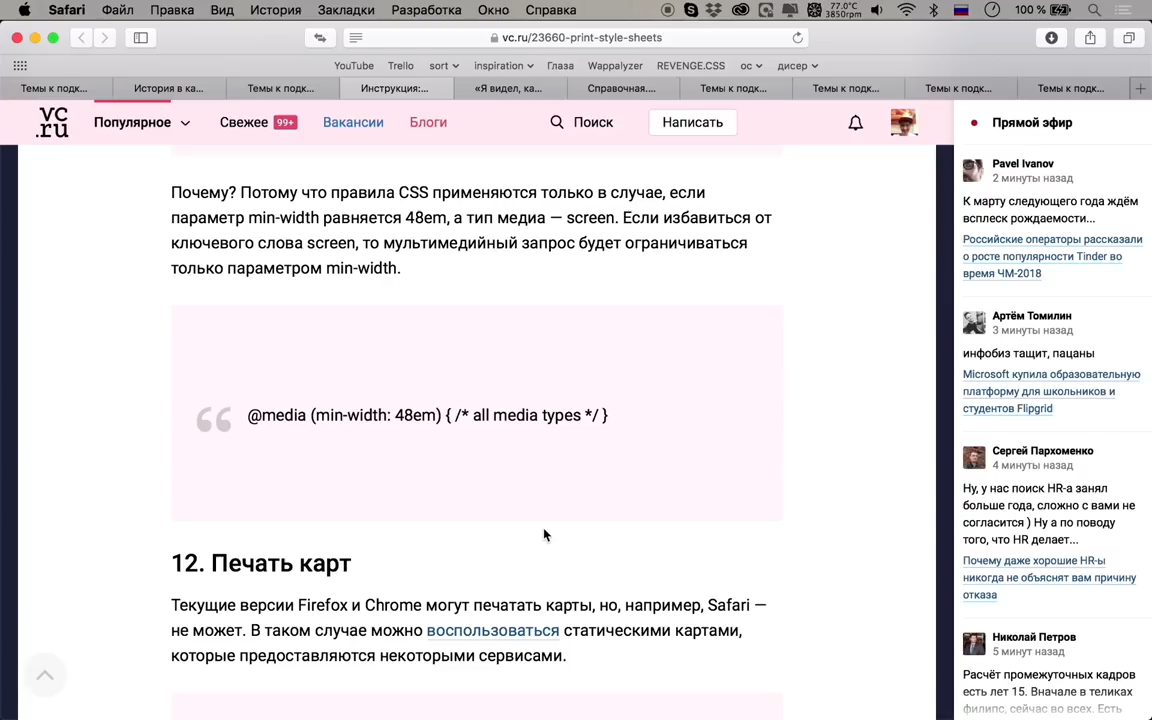 Safari Файл Правка Вид История Закладки Разработка Окно Справка 77.0°C 3850rpm 100 %
vc.ru/23660-print-style-sheets
YouTube Trello sort inspiration Глаза Wappalyzer REVENGE.CSS ос дисер
Темы к подк... История в ка... Темы к подк... Инструкция:... «Я видел, ка... Справочная.... Темы к подк... Темы к подк... Темы к подк... Темы к подк...
vc.ru
Популярное Свежее 99+ Вакансии Блоги Поиск Написать
Почему? Потому что правила CSS применяются только в случае, если
параметр min-width равняется 48em, а тип медиа — screen. Если избавиться от
ключевого слова screen, то мультимедийный запрос будет ограничиваться
только параметром min-width.
@media (min-width: 48em) { /* all media types */ }
12. Печать карт
Текущие версии Firefox и Chrome могут печатать карты, но, например, Safari —
не может. В таком случае можно воспользоваться статическими картами,
которые предоставляются некоторыми сервисами.
Прямой эфир
Pavel Ivanov
2 минуты назад
К марту следующего года ждём
всплеск рождаемости...
Российские операторы рассказали
о росте популярности Tinder во
время ЧМ-2018
Артём Томилин
3 минуты назад
инфобиз тащит, пацаны
Microsoft купила образовательную
платформу для школьников и
студентов Flipgrid
Сергей Пархоменко
4 минуты назад
Ну, у нас поиск HR-а занял
больше года, сложно с вами не
согласится ) Ну а по поводу
того, что HR делает...
Почему даже хорошие HR-ы
никогда не объяснят вам причину
отказа
Николай Петров
5 минут назад
Расчёт промежуточных кадров
есть лет 15. Вначале в теликах
филипс, сейчас во всех. Есть